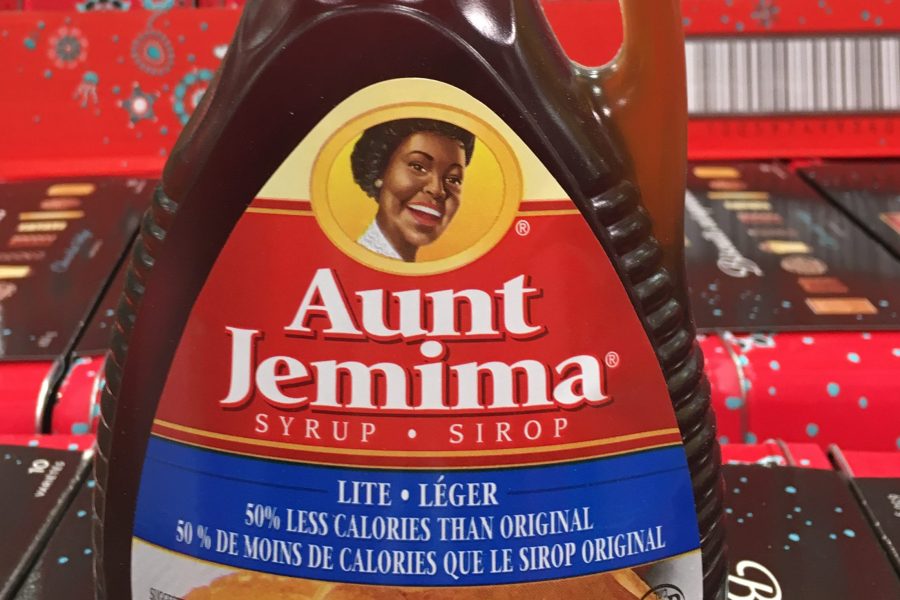 ®
Aunt
Jemima®
SYRUP • SIROP
LITE • LÉGER
50% LESS CALORIES THAN ORIGINAL
50 % DE MOINS DE CALORIES QUE LE SIROP ORIGINAL
10